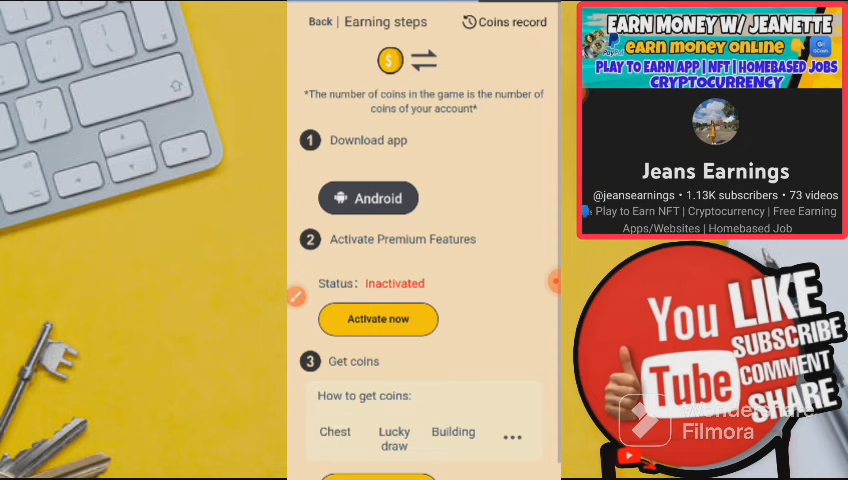 Back | Earning steps
Coins record
*The number of coins in the game is the number of
coins of your account*
1 Download app
Android
2 Activate Premium Features
Status: Inactivated
Activate now
3 Get coins
How to get coins:
Chest
Lucky
draw
Building
•••
EARN MONEY W/ JEANETTE
PayPal
EARN MONEY ONLINE
PLAY TO EARN APP | NFT | HOMEBASED JOBS
CRYPTOCURRENCY
Jeans Earnings
@jeansearnings • 1.13K subscribers • 73 videos
Play to Earn NFT | Cryptocurrency | Free Earning
Apps/Websites | Homebased Job
You
Tube
LIKE
SUBSCRIBE
COMMENT
SHARE
Wondershare
Filmora